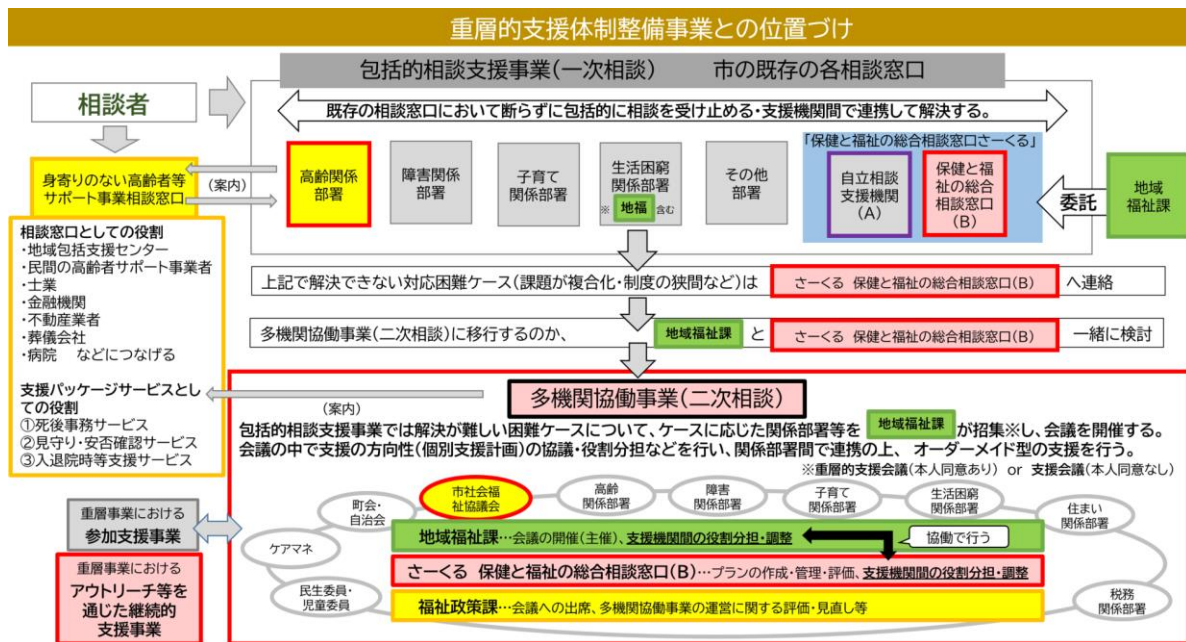 重層的支援体制整備事業との位置づけ
包括的相談支援事業(一次相談)　市の既存の各相談窓口
相談者
既存の相談窓口において断らずに包括的に相談を受け止める・支援機関間で連携して解決する。
身寄りのない高齢者等
サポート事業相談窓口
(案内)
高齢関係
部署
障害関係
部署
子育て
関係部署
生活困窮
関係部署
※ 地福 含む
その他
部署
「保健と福祉の総合相談窓口さーくる」
自立相談
支援機関
(A)
保健と福
祉の総合
相談窓口
(B)
委託
地域
福祉課
相談窓口としての役割
・地域包括支援センター
・民間の高齢者サポート事業者
・士業
・金融機関
・不動産業者
・葬儀会社
・病院　などにつなげる
支援パッケージサービスとし
ての役割
①死後事務サービス
②見守り・安否確認サービス
③入退院時等支援サービス
上記で解決できない対応困難ケース(課題が複合化・制度の狭間など)は さーくる 保健と福祉の総合相談窓口(B) へ連絡
多機関協働事業(二次相談)に移行するのか、 地域福祉課 と さーくる 保健と福祉の総合相談窓口(B) 一緒に検討
(案内)
多機関協働事業(二次相談)
包括的相談支援事業では解決が難しい困難ケースについて、ケースに応じた関係部署等を 地域福祉課 が招集※し、会議を開催する。
会議の中で支援の方向性(個別支援計画)の協議・役割分担などを行い、関係部署間で連携の上、オーダーメイド型の支援を行う。
※重層的支援会議(本人同意あり) or 支援会議(本人同意なし)
重層事業における
参加支援事業
重層事業における
アウトリーチ等を
通じた継続的
支援事業
民生委員・
児童委員
ケアマネ
町会・
自治会
市社会福
祉協議会
高齢
関係部署
障害
関係部署
子育て
関係部署
生活困窮
関係部署
住まい
関係部署
税務
関係部署
地域福祉課…会議の開催(主催)、支援機関間の役割分担・調整
協働で行う
さーくる 保健と福祉の総合相談窓口(B)…プランの作成・管理・評価、支援機関間の役割分担・調整
福祉政策課…会議への出席、多機関協働事業の運営に関する評価・見直し等